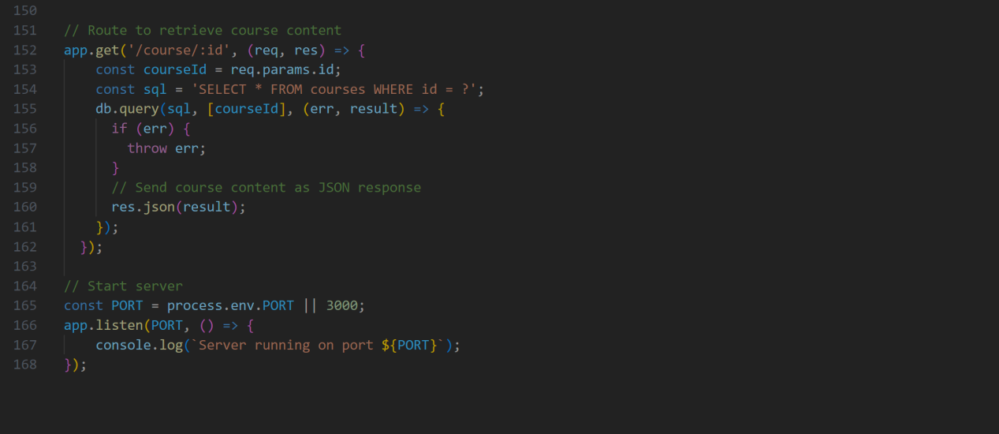 150
151 // Route to retrieve course content
152 app.get('/course/:id', (req, res) => {
153     const courseId = req.params.id;
154     const sql = 'SELECT * FROM courses WHERE id = ?';
155     db.query(sql, [courseId], (err, result) => {
156       if (err) {
157         throw err;
158       }
159       // Send course content as JSON response
160       res.json(result);
161     });
162   });
163
164 // Start server
165 const PORT = process.env.PORT || 3000;
166 app.listen(PORT, () => {
167     console.log(`Server running on port ${PORT}`);
168 });